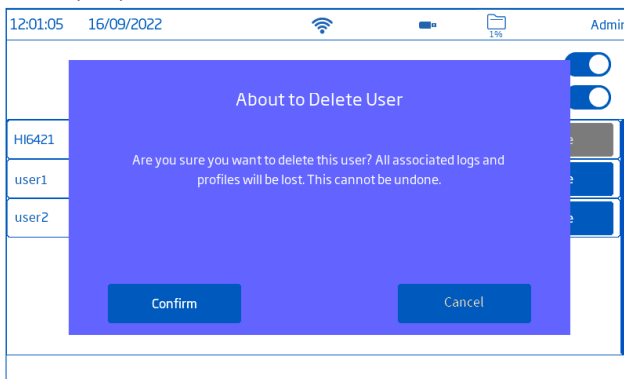 12:01:05 16/09/2022 1% Admin
About to Delete User
HI6421
Are you sure you want to delete this user? All associated logs and
profiles will be lost. This cannot be undone.
user1
user2
Confirm Cancel